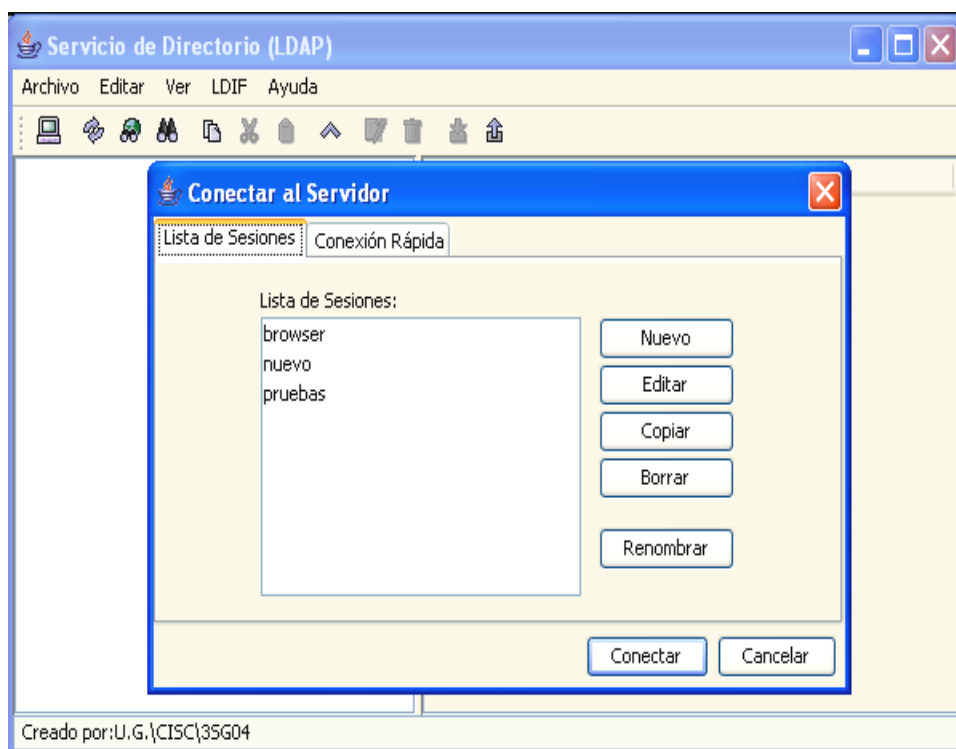 Servicio de Directorio (LDAP)
Archivo Editar Ver LDIF Ayuda
Conectar al Servidor
Lista de Sesiones Conexión Rápida
Lista de Sesiones:
browser
nuevo
pruebas
Nuevo
Editar
Copiar
Borrar
Renombrar
Conectar Cancelar
Creado por:U.G.\CISC\3SG04